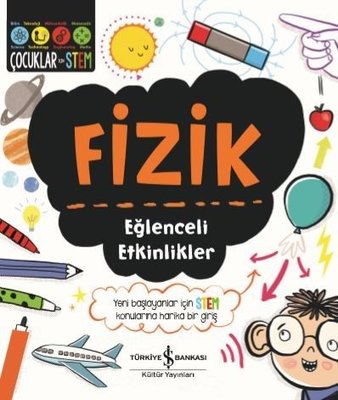 Bilim Teknoloji Mühendislik Matematik
Science Technology Engineering Maths
ÇOCUKLAR için STEM
FİZİK
Eğlenceli
Etkinlikler
Yeni başlayanlar için STEM
konularına harika bir giriş
TÜRKİYE İŞ BANKASI
Kültür Yayınları